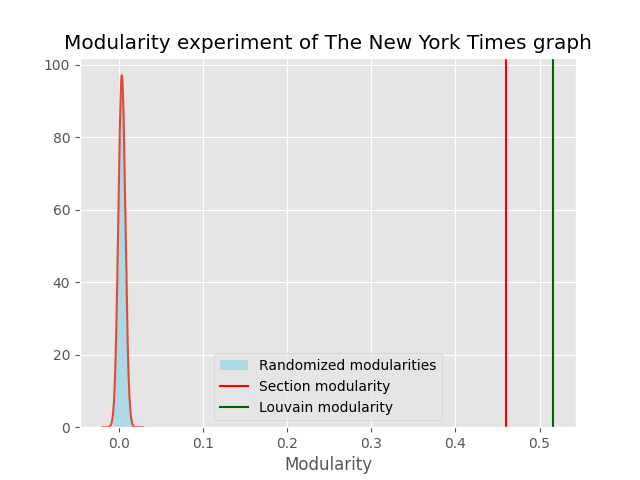 Modularity experiment of The New York Times graph
100
80
60
40
20
0
Randomized modularities
Section modularity
Louvain modularity
0.0 0.1 0.2 0.3 0.4 0.5
Modularity